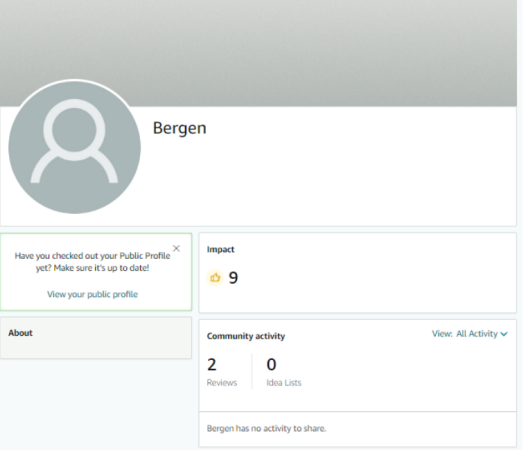 Bergen
Have you checked out your Public Profile
yet? Make sure it's up to date!
View your public profile
Impact
9
About
Community activity
View: All Activity
2
0
Reviews
Idea Lists
Bergen has no activity to share.